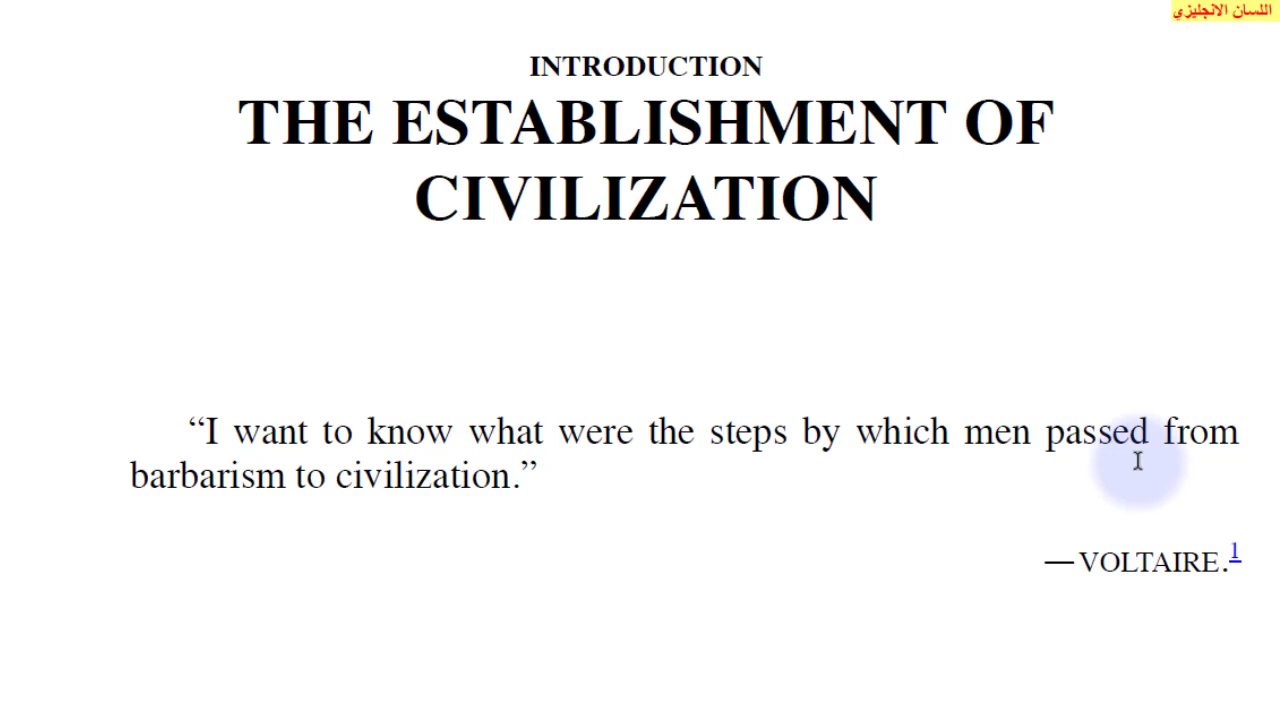 اللسان الانجليزي
INTRODUCTION
THE ESTABLISHMENT OF
CIVILIZATION
“I want to know what were the steps by which men passed from
barbarism to civilization.”
—VOLTAIRE.1